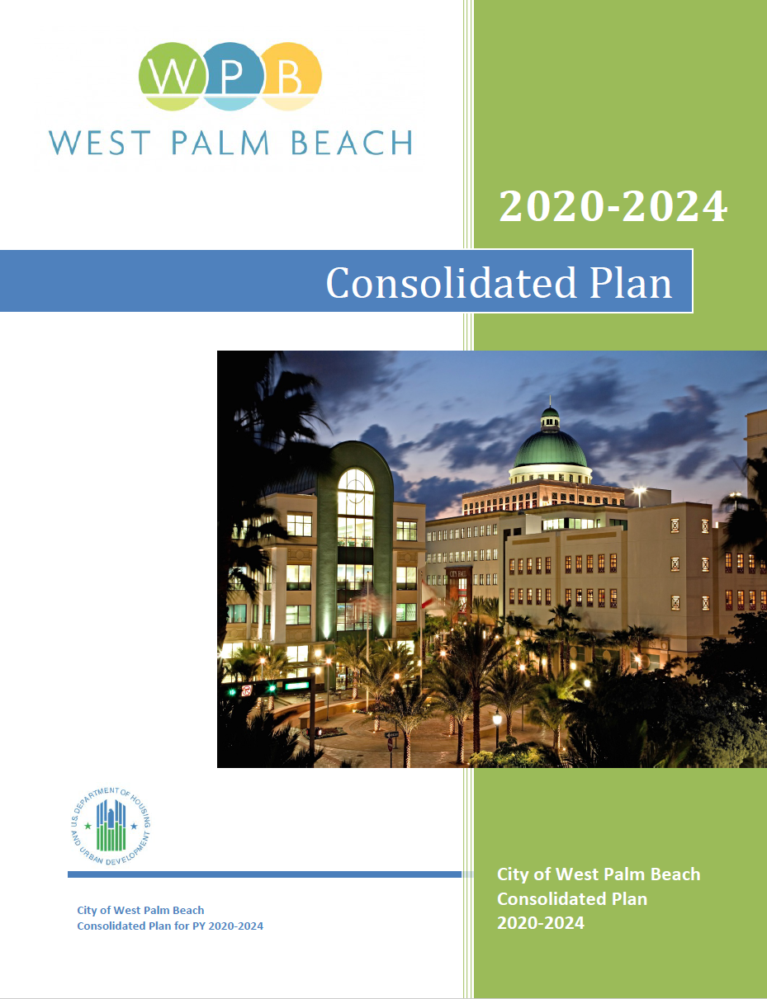 WPB
WEST PALM BEACH
2020-2024
Consolidated Plan
CITY HALL
U.S. DEPARTMENT OF HOUSING AND URBAN DEVELOPMENT
City of West Palm Beach
Consolidated Plan for PY 2020-2024
City of West Palm Beach
Consolidated Plan
2020-2024